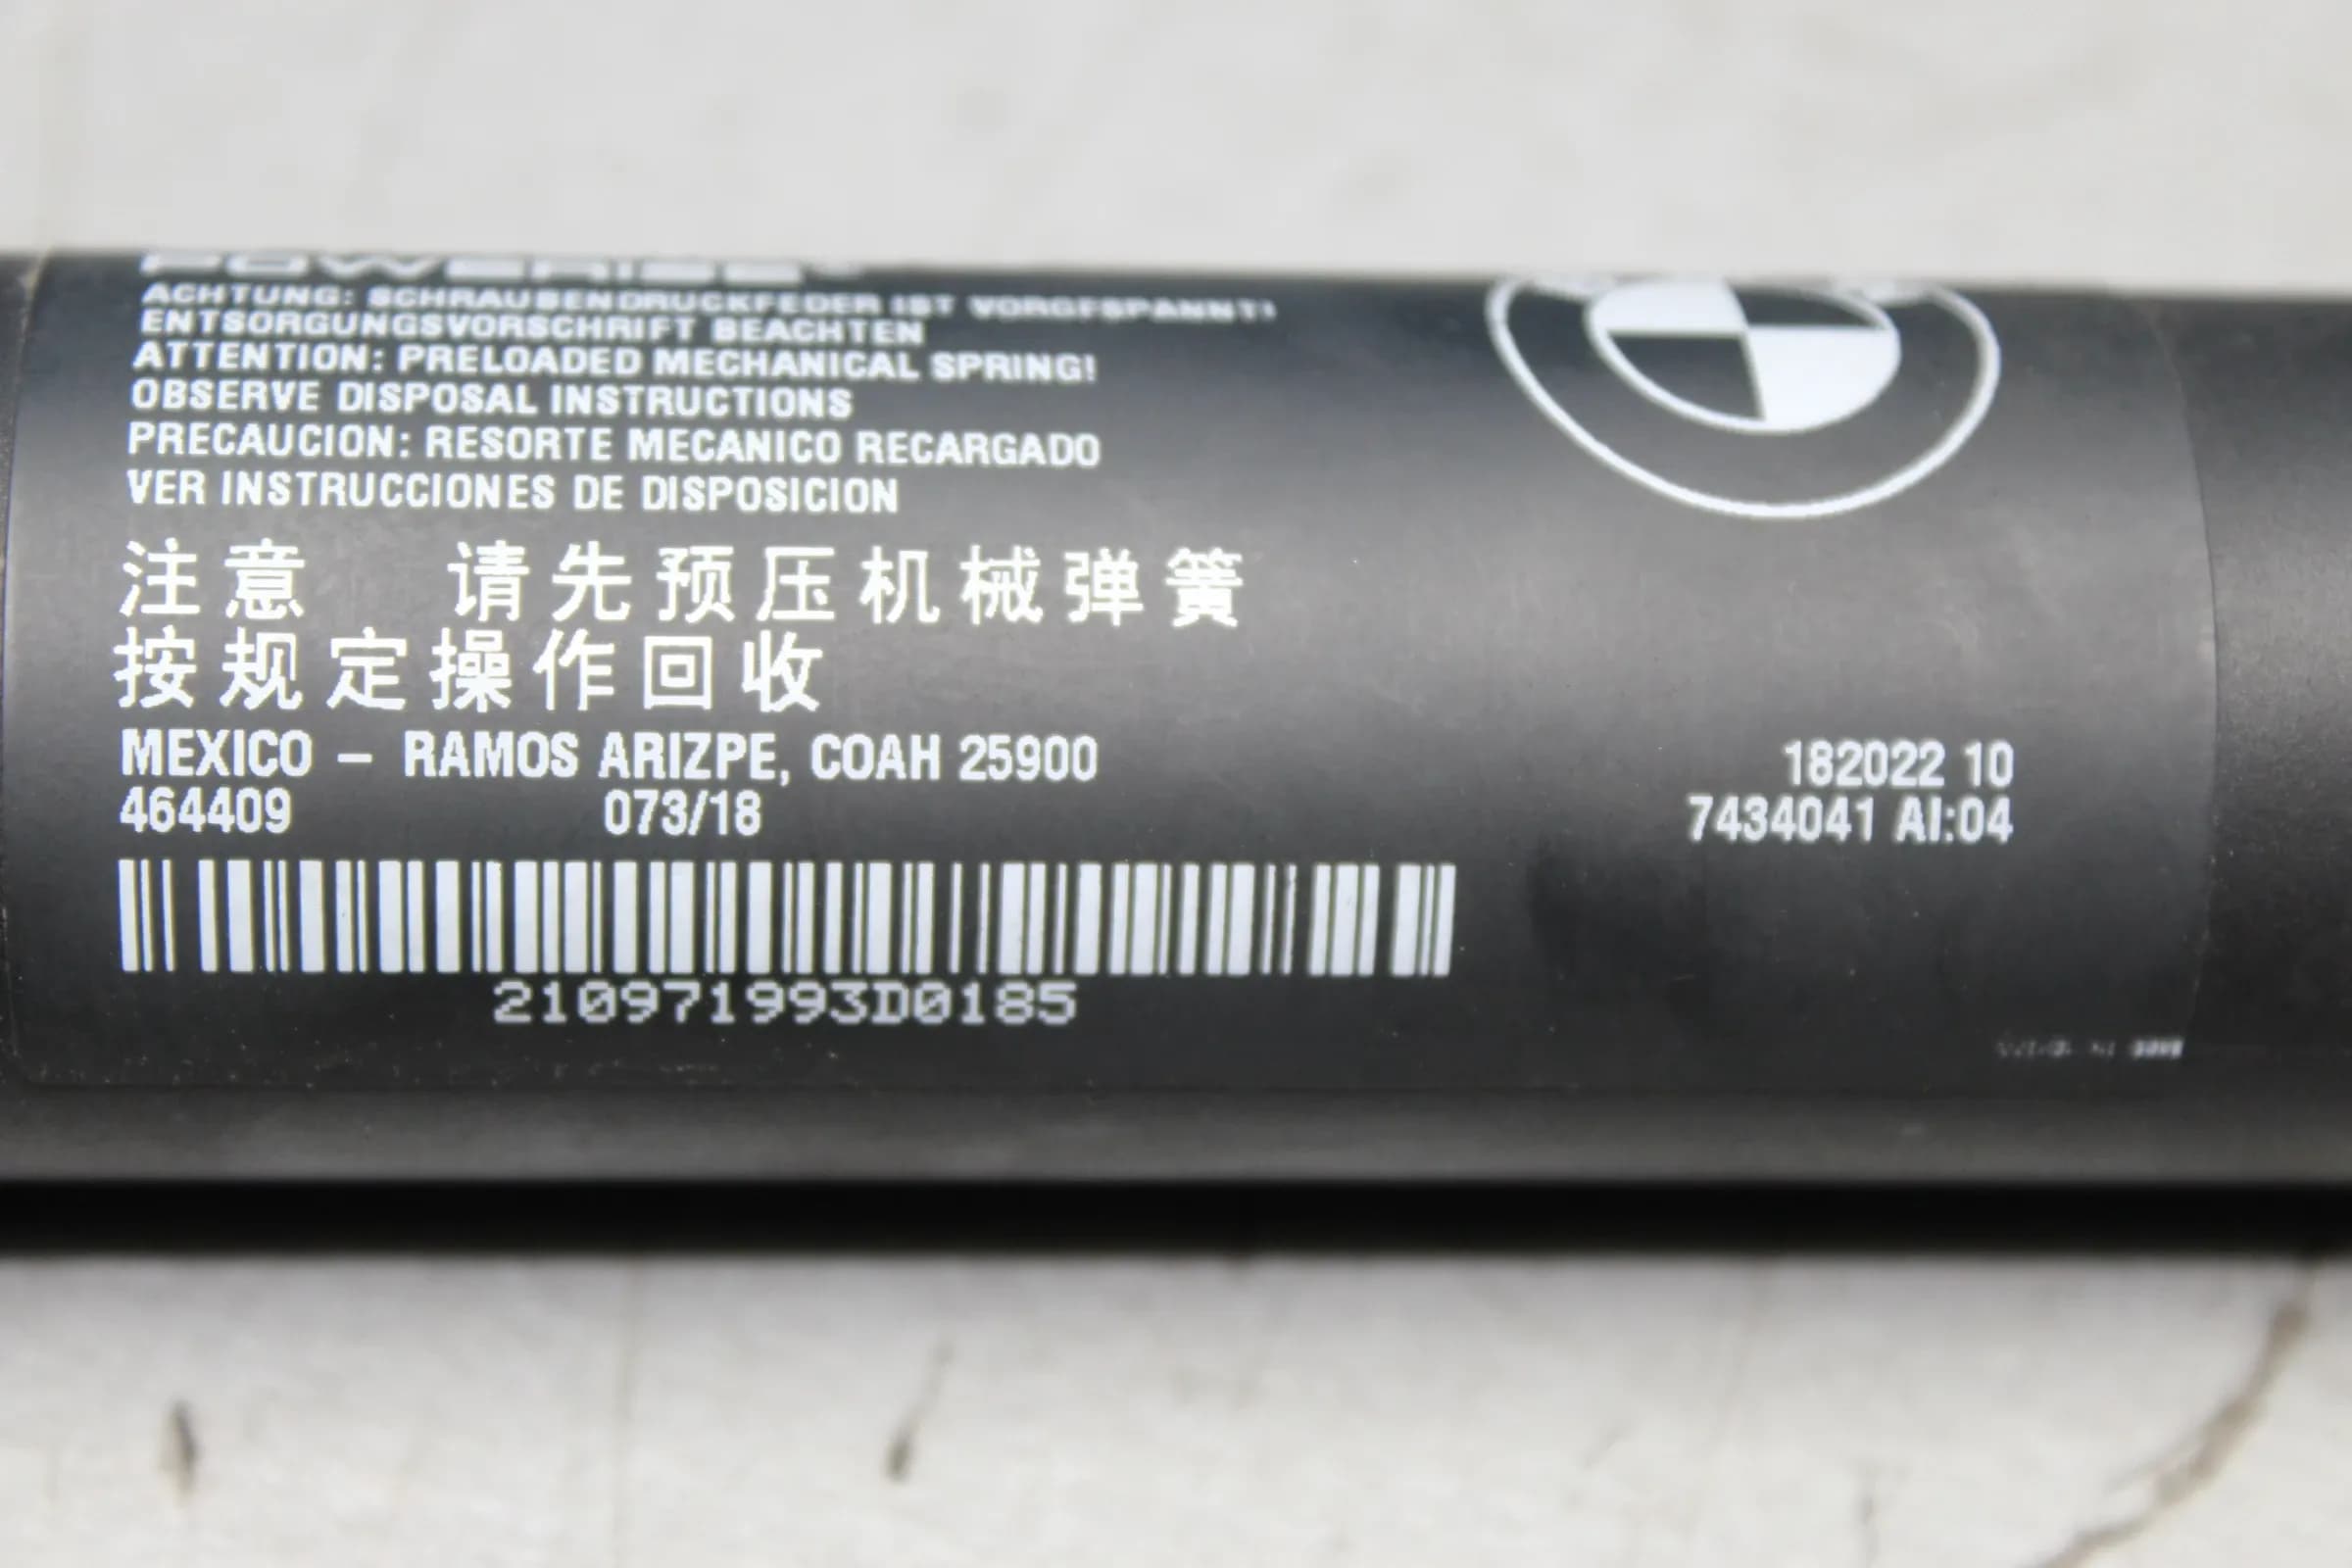 POWERISE®
ACHTUNG: SCHRAUBENDRUCKFEDER IST VORGESPANNT!
ENTSORGUNGSVORSCHRIFT BEACHTEN
ATTENTION: PRELOADED MECHANICAL SPRING!
OBSERVE DISPOSAL INSTRUCTIONS
PRECAUCION: RESORTE MECANICO RECARGADO
VER INSTRUCCIONES DE DISPOSICION
注意 请先预压机械弹簧
按规定操作回收
MEXICO – RAMOS ARIZPE, COAH 25900
464409 073/18
182022 10
7434041 AI:04
210971993D0185